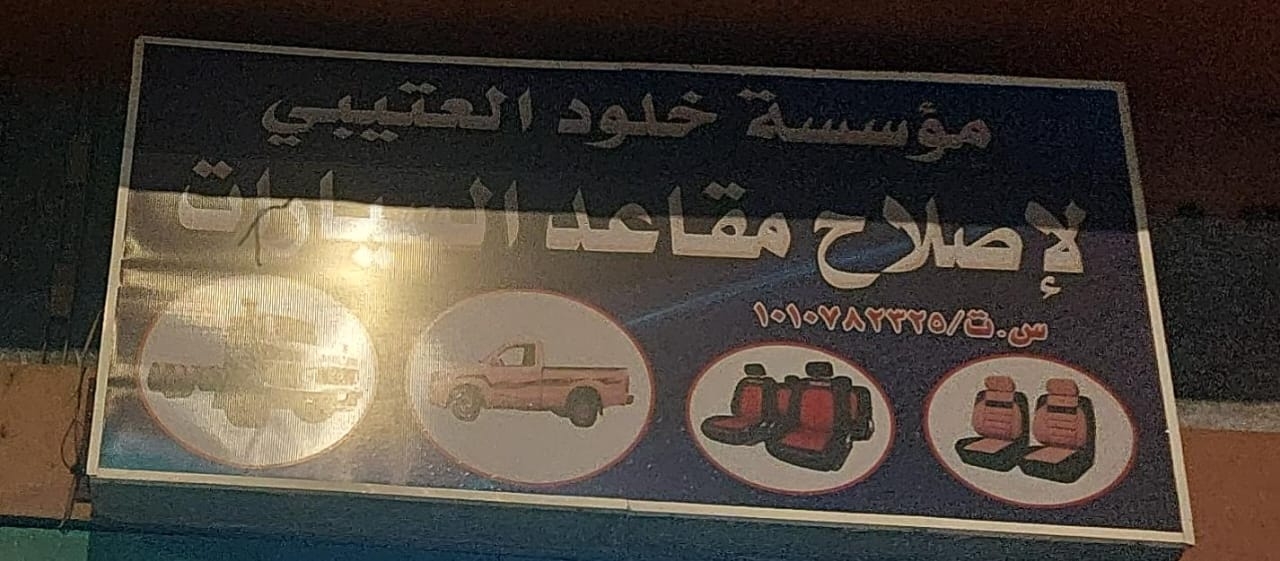 مؤسسة خلود العتيبي
لإصلاح مقاعد السيارات
س.ت/١٠١٠٧٨٢٣٢٥